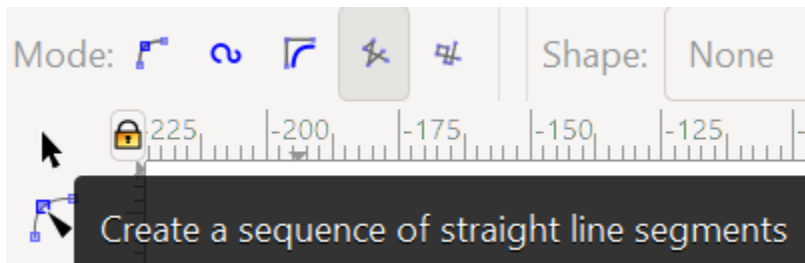 Mode: Shape: None
-225 -200 -175 -150 -125
Create a sequence of straight line segments